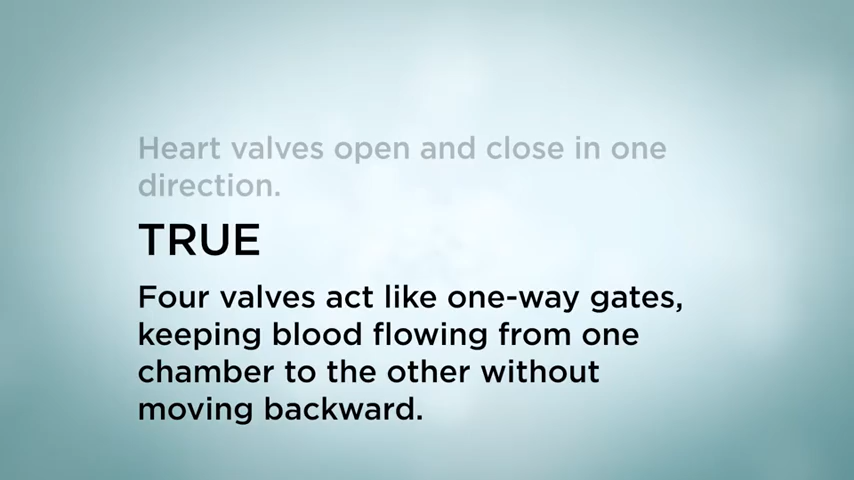 Heart valves open and close in one
direction.
TRUE
Four valves act like one-way gates,
keeping blood flowing from one
chamber to the other without
moving backward.